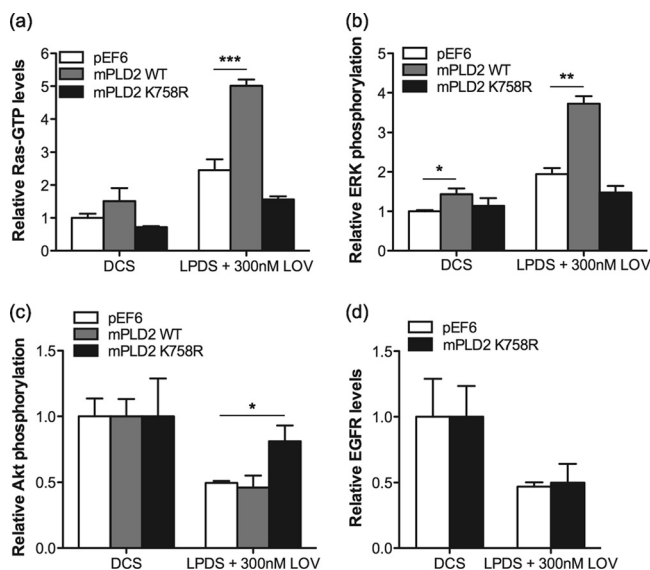 (a)
pEF6
mPLD2 WT
mPLD2 K758R
***
Relative Ras-GTP levels
6
5
4
3
2
1
0
DCS
LPDS + 300nM LOV
(b)
pEF6
mPLD2 WT
mPLD2 K758R
*
**
Relative ERK phosphorylation
5
4
3
2
1
0
DCS
LPDS + 300nM LOV
(c)
pEF6
mPLD2 WT
mPLD2 K758R
*
Relative Akt phosphorylation
1.5
1.0
0.5
0.0
DCS
LPDS + 300nM LOV
(d)
pEF6
mPLD2 K758R
Relative EGFR levels
1.5
1.0
0.5
0.0
DCS
LPDS + 300nM LOV